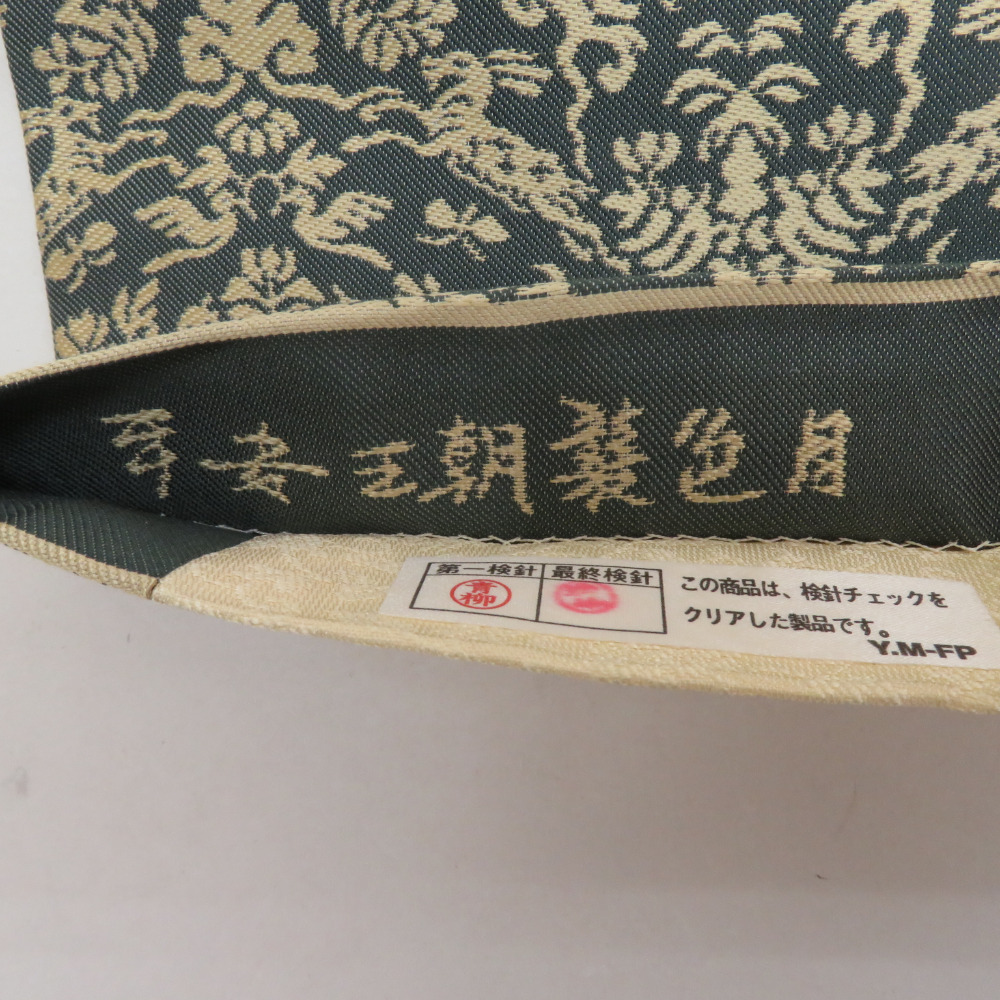 平安王朝襲色目
第一検針 最終検針
青柳
この商品は、検針チェックを
クリアした製品です。
Y.M-FP